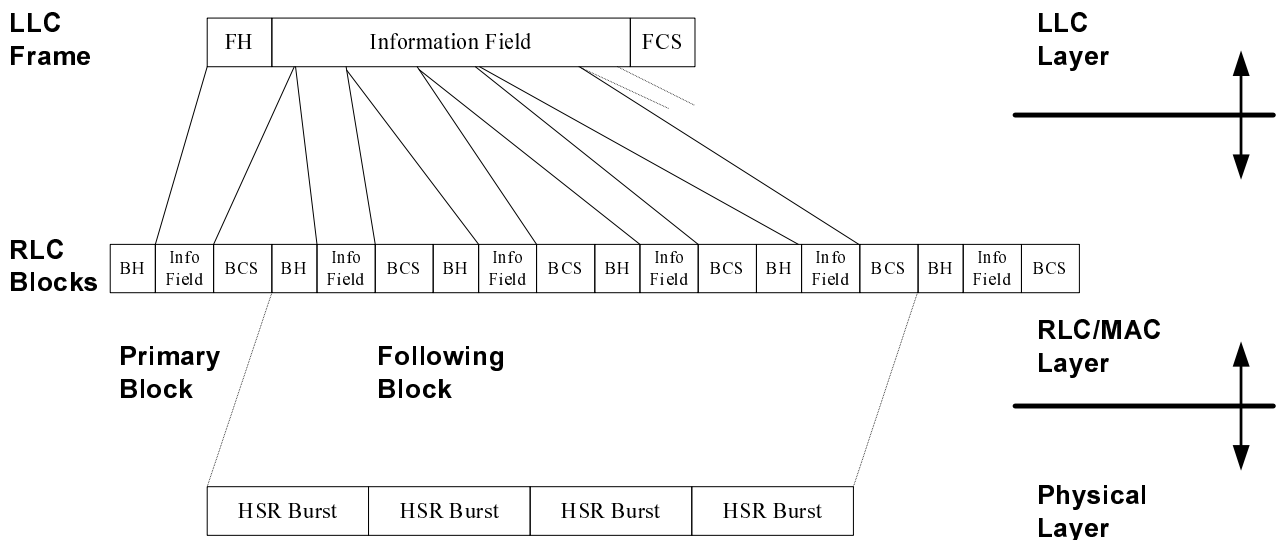 LLC
Frame
FH Information Field FCS
LLC
Layer
RLC
Blocks
BH Info Field BCS BH Info Field BCS BH Info Field BCS BH Info Field BCS BH Info Field BCS BH Info Field BCS
Primary
Block
Following
Block
RLC/MAC
Layer
HSR Burst HSR Burst HSR Burst HSR Burst
Physical
Layer